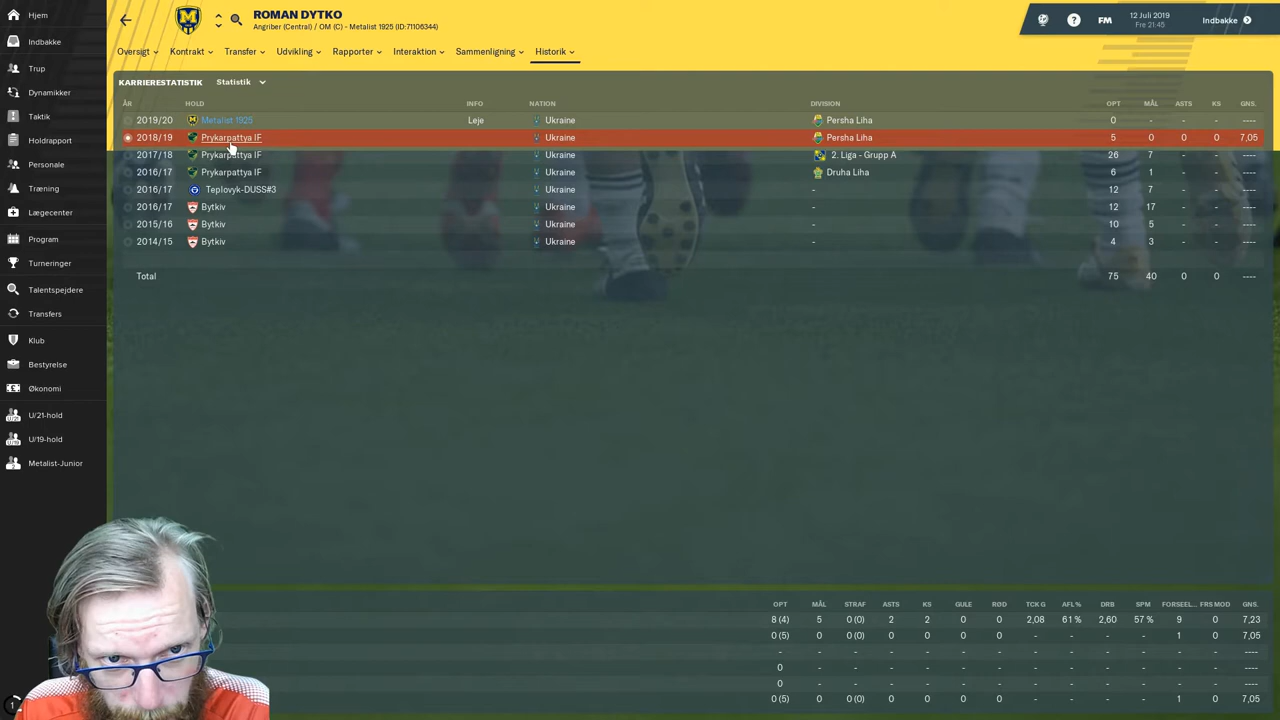 Hjem
Indbakke
Trup
Dynamikker
Taktik
Holdrapport
Personale
Træning
Lægecenter
Program
Turneringer
Talentspejdere
Transfers
Klub
Bestyrelse
Økonomi
U/21-hold
U/19-hold
Metalist-Junior
ROMAN DYTKO
Angriber (Central) / OM (C) - Metalist 1925 (ID:71106344)
? FM 12 Juli 2019 Fre 21:45 Indbakke
Oversigt Kontrakt Transfer Udvikling Rapporter Interaktion Sammenligning Historik
KARRIERESTATISTIK Statistik
ÅR HOLD INFO NATION DIVISION OPT MÅL ASTS KS GNS.
2019/20 Metalist 1925 Leje Ukraine Persha Liha 0 - - - ----
2018/19 Prykarpattya IF Ukraine Persha Liha 5 0 0 0 7,05
2017/18 Prykarpattya IF Ukraine 2. Liga - Grupp A 26 7 - - ----
2016/17 Prykarpattya IF Ukraine Druha Liha 6 1 - - ----
2016/17 Teplovyk-DUSS#3 Ukraine - 12 7 - - ----
2016/17 Bytkiv Ukraine - 12 17 - - ----
2015/16 Bytkiv Ukraine - 10 5 - - ----
2014/15 Bytkiv Ukraine - 4 3 - - ----
Total 75 40 0 0 ----
OPT MÅL STRAF ASTS KS GULE RØD TCK G AFL% DRB SPM FORSEEL... FRS MOD GNS.
8 (4) 5 0 (0) 2 2 0 0 2,08 61 % 2,60 57 % 9 0 7,23
0 (5) 0 0 (0) 0 0 0 0 - - - - 1 0 7,05
- - - - - - - - - - - - - ----
0 - - - - - - - - - - - - ----
0 - - - - - - - - - - - - ----
0 (5) 0 0 (0) 0 0 0 0 - - - - 1 0 7,05
1